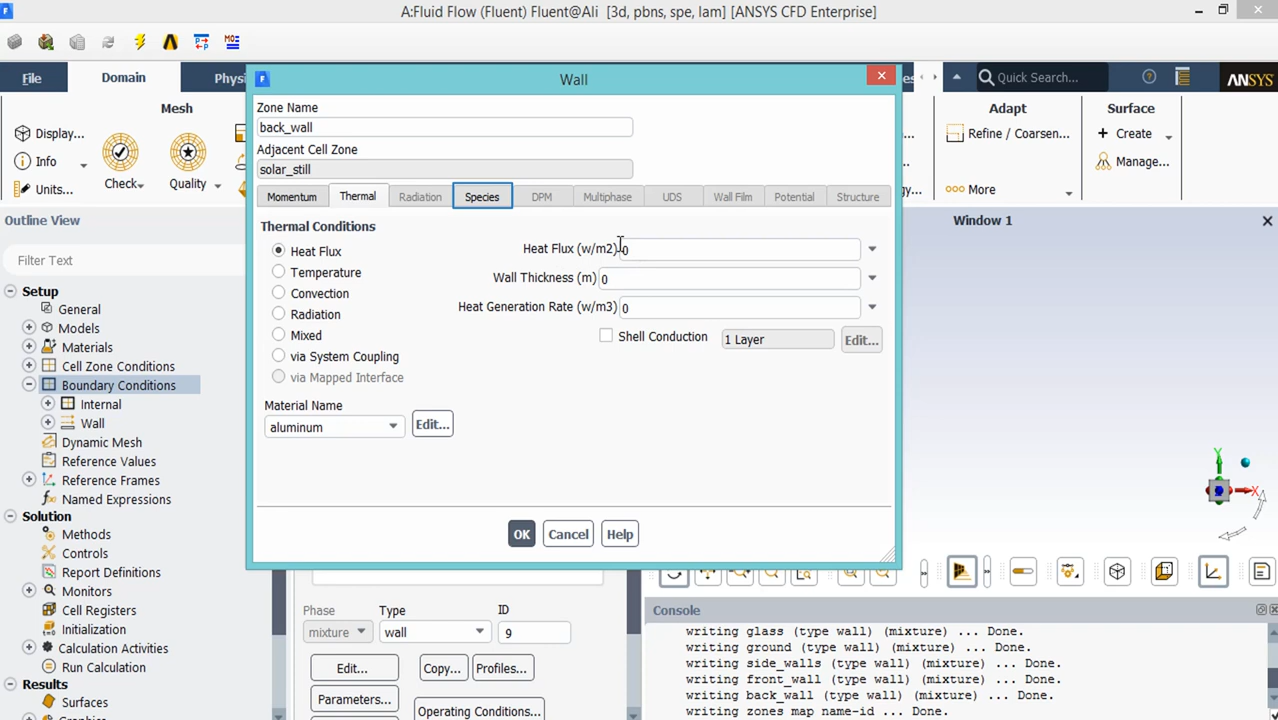 A:Fluid Flow (Fluent) Fluent@Ali [3d, pbns, spe, lam] [ANSYS CFD Enterprise]
File
Domain
Physi
Quick Search...
ANSYS
Mesh
Display...
Info
Units...
Check
Quality
More
Adapt
Refine / Coarsen...
More
Surface
Create
Manage...
Outline View
Filter Text
Setup
General
Models
Materials
Cell Zone Conditions
Boundary Conditions
Internal
Wall
Dynamic Mesh
Reference Values
Reference Frames
Named Expressions
Solution
Methods
Controls
Report Definitions
Monitors
Cell Registers
Initialization
Calculation Activities
Run Calculation
Results
Surfaces
Wall
Zone Name
back_wall
Adjacent Cell Zone
solar_still
Momentum
Thermal
Radiation
Species
DPM
Multiphase
UDS
Wall Film
Potential
Structure
Thermal Conditions
Heat Flux
Temperature
Convection
Radiation
Mixed
via System Coupling
via Mapped Interface
Material Name
aluminum
Edit...
Heat Flux (w/m2) 0
Wall Thickness (m) 0
Heat Generation Rate (w/m3) 0
Shell Conduction
1 Layer
Edit...
OK
Cancel
Help
Phase
mixture
Type
wall
ID
9
Edit...
Copy...
Profiles...
Parameters...
Operating Conditions...
Window 1
Y
X
Console
writing glass (type wall) (mixture) ... Done.
writing ground (type wall) (mixture) ... Done.
writing side_walls (type wall) (mixture) ... Done.
writing front_wall (type wall) (mixture) ... Done.
writing back_wall (type wall) (mixture) ... Done.
writing zones map name-id ... Done.